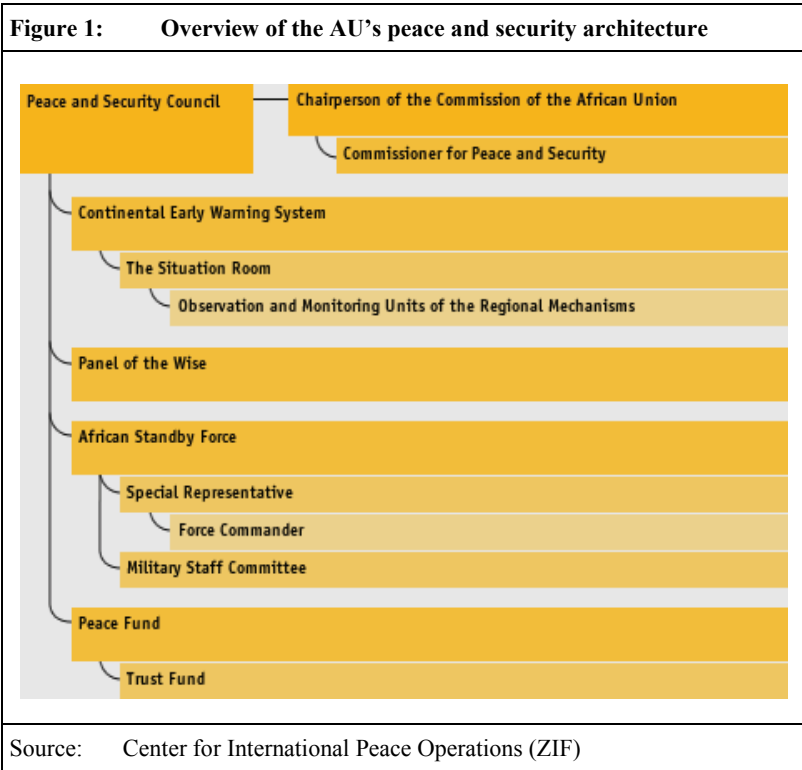 Figure 1: Overview of the AU's peace and security architecture
Peace and Security Council
Chairperson of the Commission of the African Union
Commissioner for Peace and Security
Continental Early Warning System
The Situation Room
Observation and Monitoring Units of the Regional Mechanisms
Panel of the Wise
African Standby Force
Special Representative
Force Commander
Military Staff Committee
Peace Fund
Trust Fund
Source: Center for International Peace Operations (ZIF)